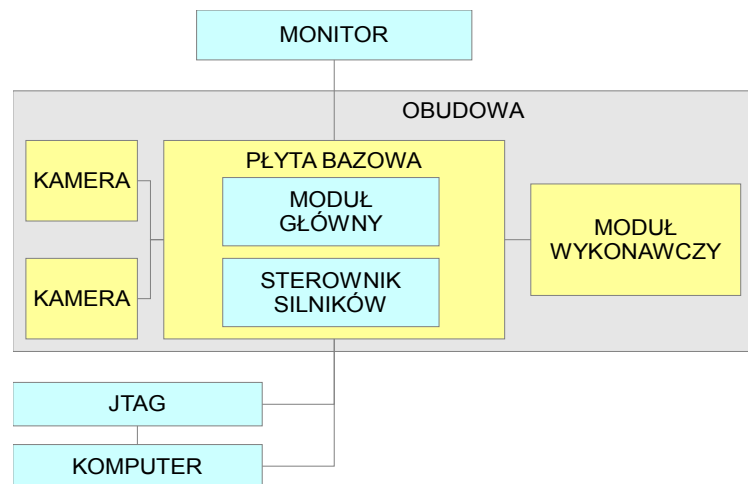 MONITOR
OBUDOWA
KAMERA
PŁYTA BAZOWA
MODUŁ
GŁÓWNY
MODUŁ
WYKONAWCZY
KAMERA
STEROWNIK
SILNIKÓW
JTAG
KOMPUTER